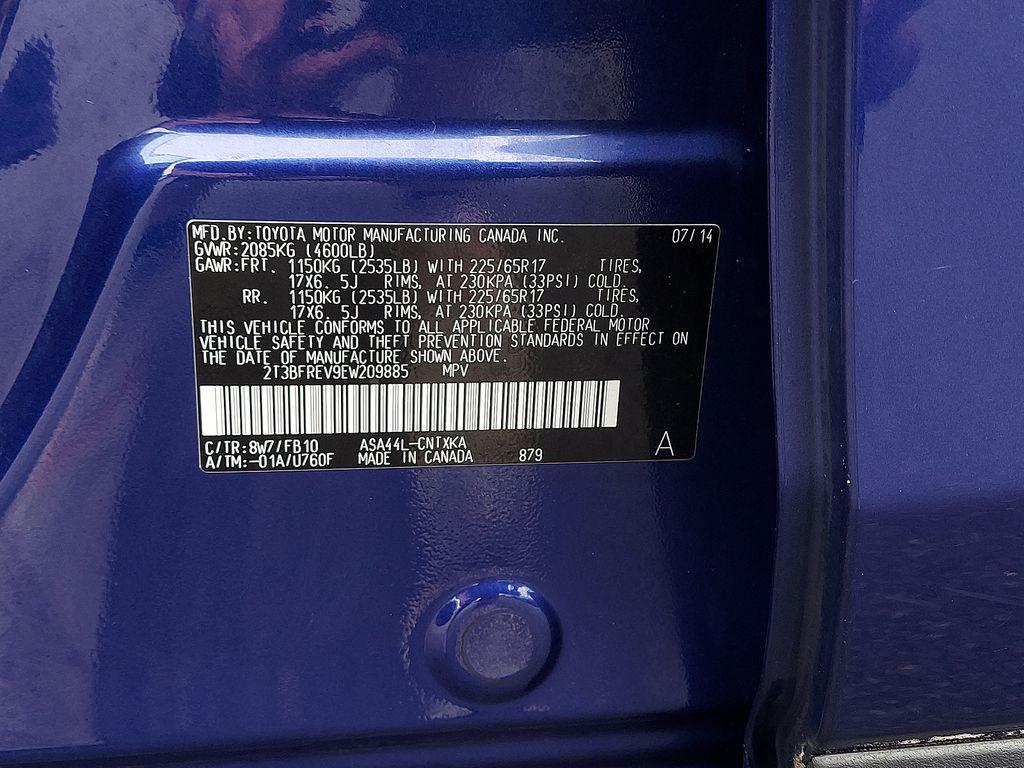 MFD.BY:TOYOTA MOTOR MANUFACTURING CANADA INC. 07/14
GVWR:2085KG (4600LB)
GAWR:FRT. 1150KG (2535LB) WITH 225/65R17 TIRES,
17X6. 5J RIMS, AT 230KPA (33PSI) COLD.
RR. 1150KG (2535LB) WITH 225/65R17 TIRES,
17X6. 5J RIMS, AT 230KPA (33PSI) COLD.
THIS VEHICLE CONFORMS TO ALL APPLICABLE FEDERAL MOTOR
VEHICLE SAFETY AND THEFT PREVENTION STANDARDS IN EFFECT ON
THE DATE OF MANUFACTURE SHOWN ABOVE.
2T3BFREV9EW209885 MPV
C/TR:8W7/FB10 ASA44L-CNTXKA
A/TM:-01A/U760F MADE IN CANADA 879 A